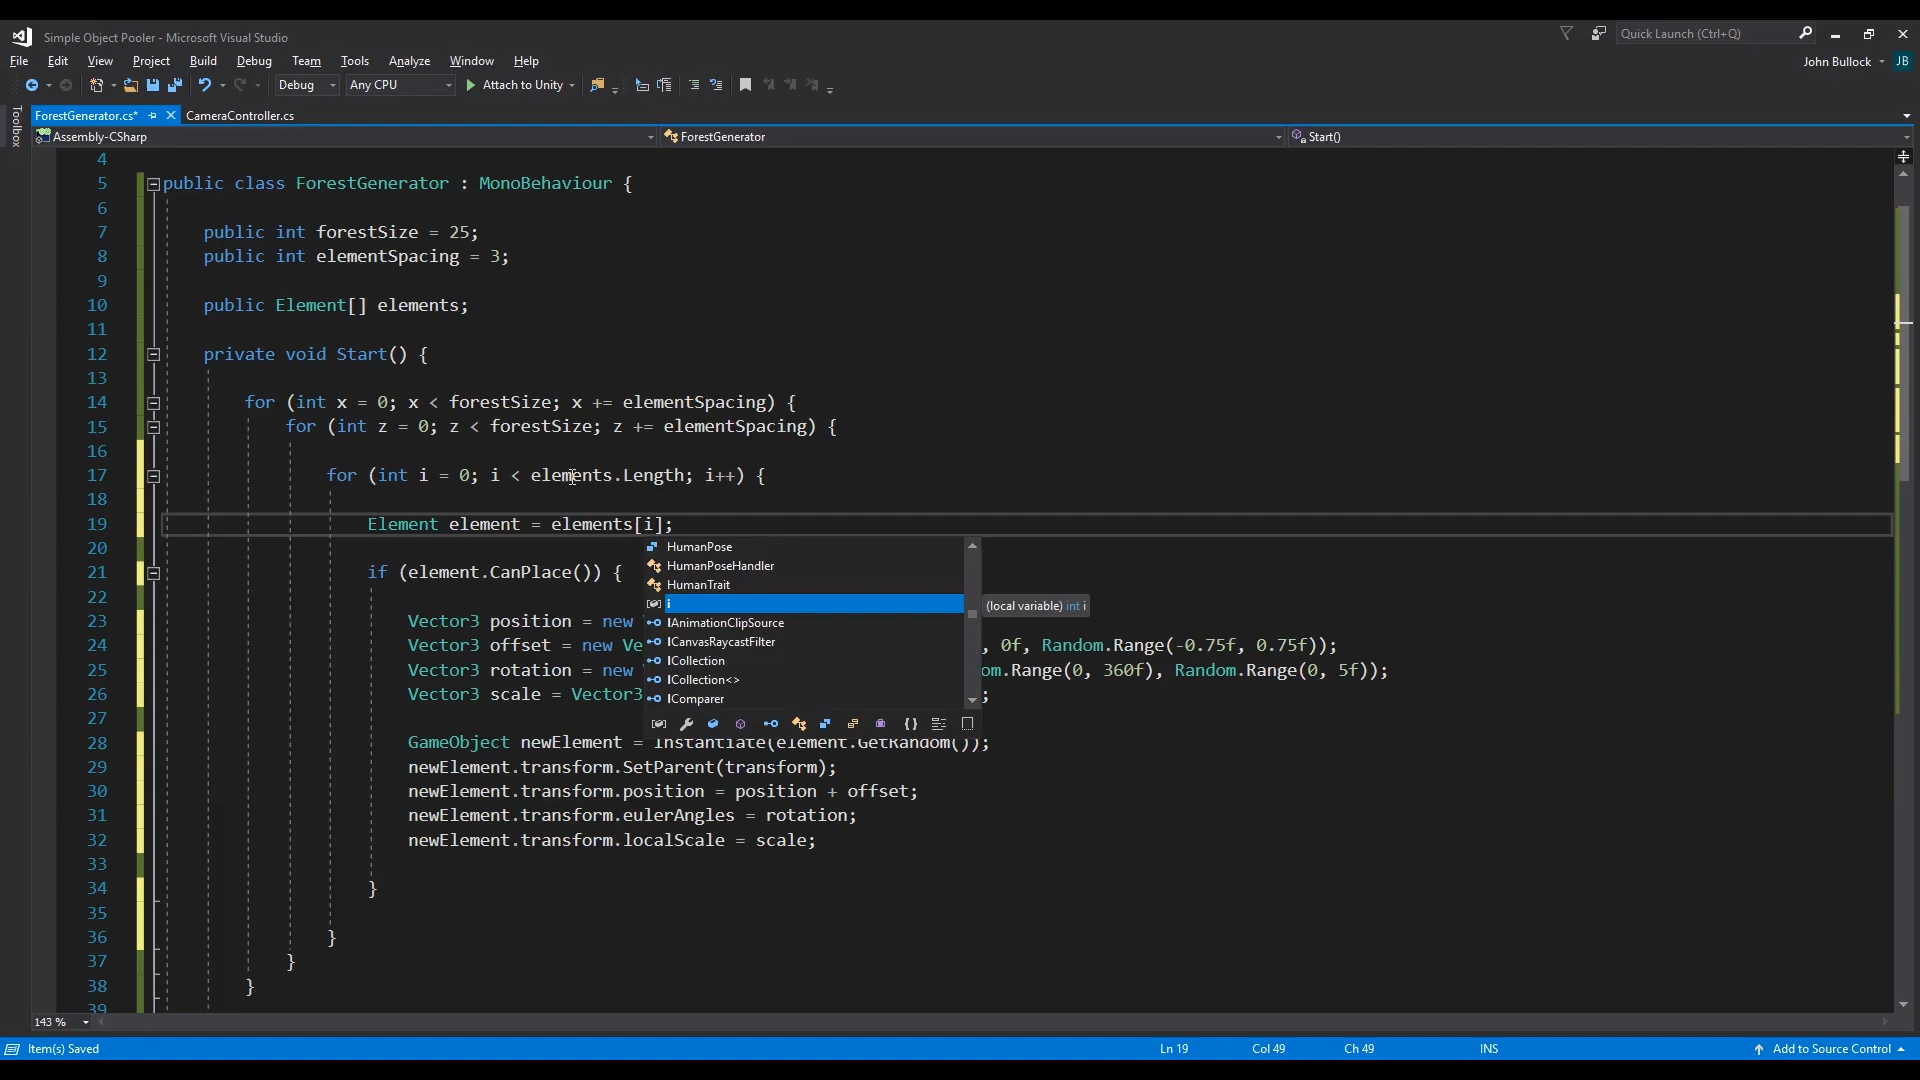 Simple Object Pooler - Microsoft Visual Studio
Quick Launch (Ctrl+Q)
File Edit View Project Build Debug Team Tools Analyze Window Help
John Bullock JB
Debug Any CPU Attach to Unity
Toolbox
ForestGenerator.cs* CameraController.cs
Assembly-CSharp ForestGenerator Start()
4
5 public class ForestGenerator : MonoBehaviour {
6
7 public int forestSize = 25;
8 public int elementSpacing = 3;
9
10 public Element[] elements;
11
12 private void Start() {
13
14 for (int x = 0; x < forestSize; x += elementSpacing) {
15 for (int z = 0; z < forestSize; z += elementSpacing) {
16
17 for (int i = 0; i < elements.Length; i++) {
18
19 Element element = elements[i];
20
HumanPose
HumanPoseHandler
HumanTrait
i
(local variable) int i
IAnimationClipSource
ICanvasRaycastFilter
ICollection
ICollection<>
IComparer
21 if (element.CanPlace()) {
22
23 Vector3 position = new
24 Vector3 offset = new Ve , 0f, Random.Range(-0.75f, 0.75f));
25 Vector3 rotation = new om.Range(0, 360f), Random.Range(0, 5f));
26 Vector3 scale = Vector3 ;
27
28 GameObject newElement = Instantiate(element.GetRandom());
29 newElement.transform.SetParent(transform);
30 newElement.transform.position = position + offset;
31 newElement.transform.eulerAngles = rotation;
32 newElement.transform.localScale = scale;
33
34 }
35
36 }
37 }
38 }
39
143 %
Item(s) Saved Ln 19 Col 49 Ch 49 INS Add to Source Control